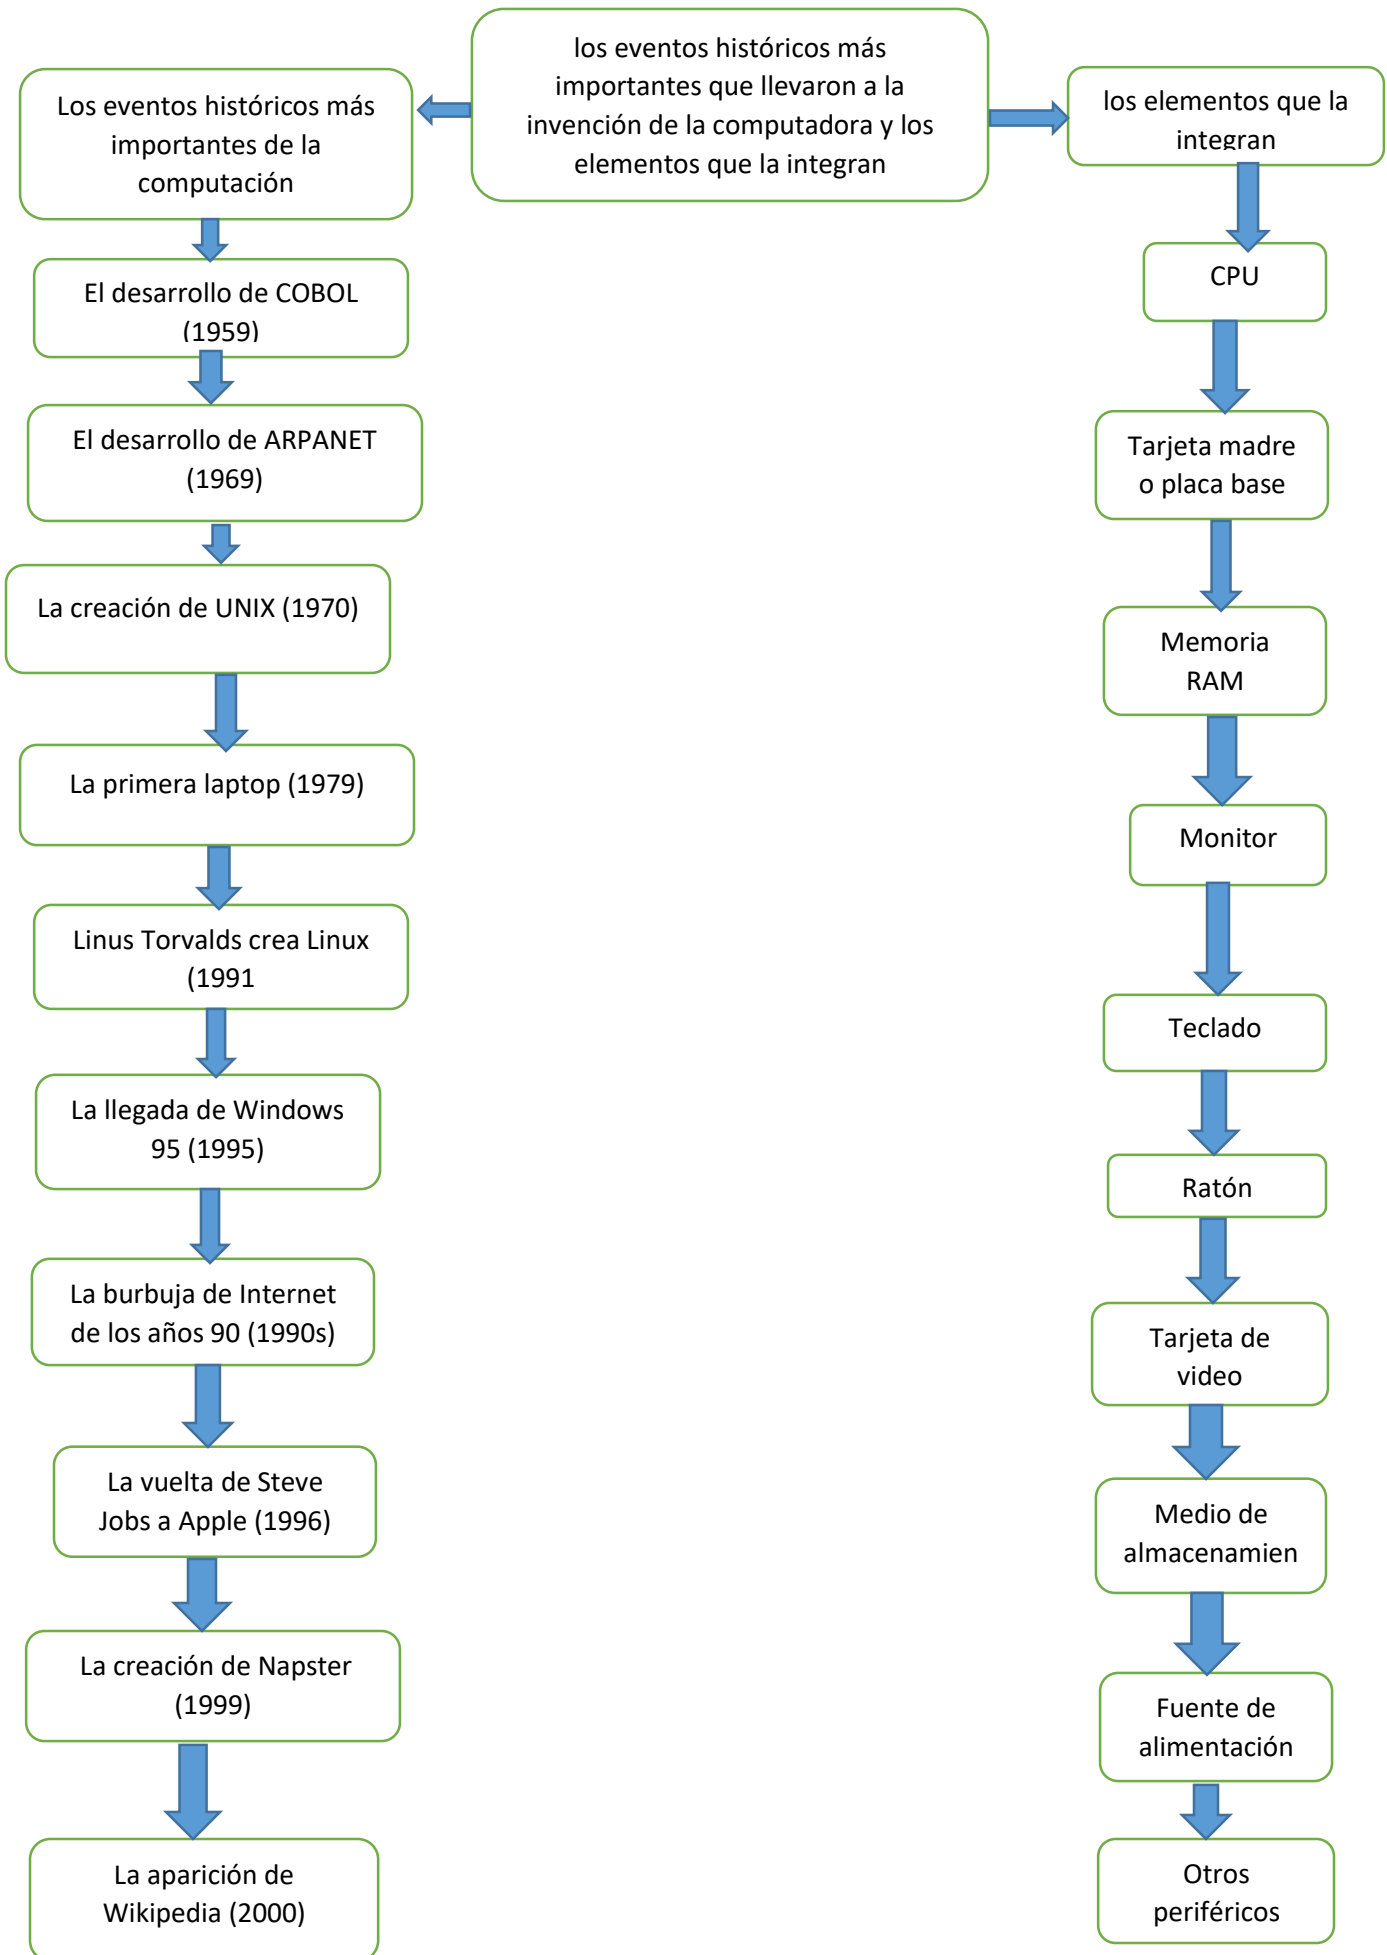 los eventos históricos más
importantes que llevaron a la
invención de la computadora y los
elementos que la integran
Los eventos históricos más
importantes de la
computación
El desarrollo de COBOL
(1959)
El desarrollo de ARPANET
(1969)
La creación de UNIX (1970)
La primera laptop (1979)
Linus Torvalds crea Linux
(1991
La llegada de Windows
95 (1995)
La burbuja de Internet
de los años 90 (1990s)
La vuelta de Steve
Jobs a Apple (1996)
La creación de Napster
(1999)
La aparición de
Wikipedia (2000)
los elementos que la
integran
CPU
Tarjeta madre
o placa base
Memoria
RAM
Monitor
Teclado
Ratón
Tarjeta de
video
Medio de
almacenamien
Fuente de
alimentación
Otros
periféricos